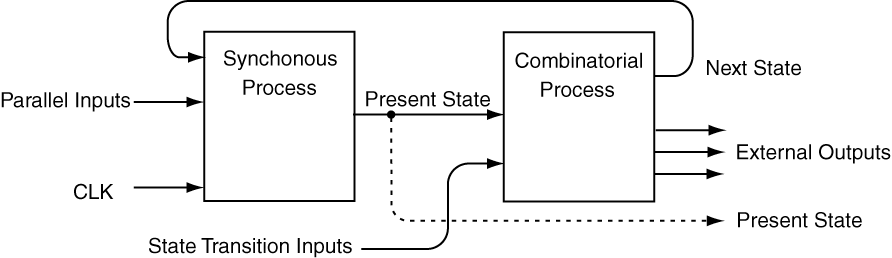 Synchonous
Process
Combinatorial
Process
Next State
Parallel Inputs
Present State
External Outputs
CLK
Present State
State Transition Inputs